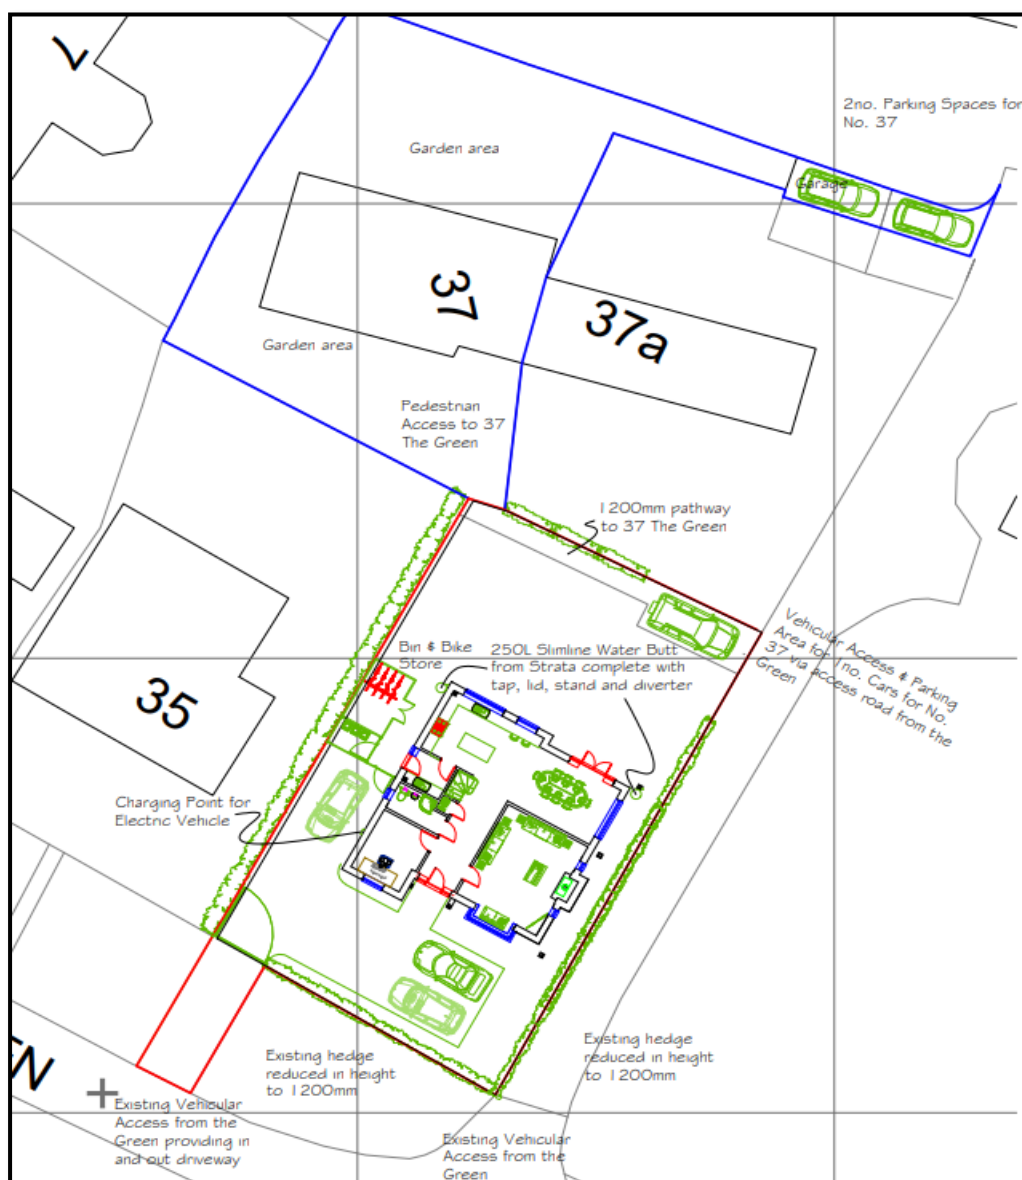 7
2no. Parking Spaces for
No. 37
Garden area
Garage
37
37a
Garden area
Pedestrian
Access to 37
The Green
1200mm pathway
to 37 The Green
Vehicular Access & Parking
Area for 1no. Cars for No.
37 via access road from the
Green
Bin & Bike
Store
250L Slimline Water Butt
from Strata complete with
tap, lid, stand and diverter
35
Charging Point for
Electric Vehicle
Existing hedge
reduced in height
to 1200mm
Existing hedge
reduced in height
to 1200mm
EN
Existing Vehicular
Access from the
Green providing in
and out driveway
Existing Vehicular
Access from the
Green